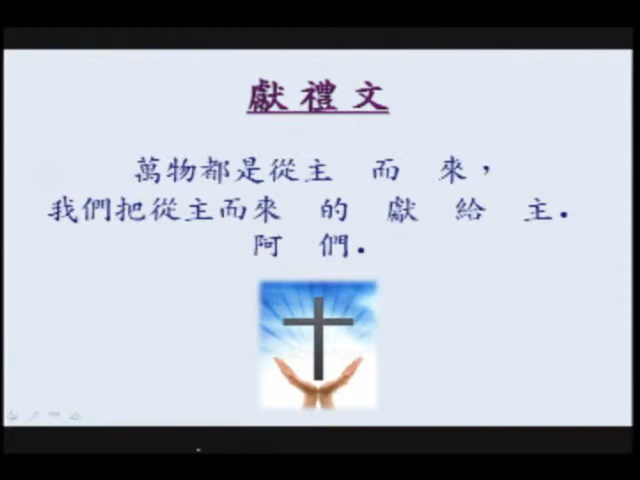 獻禮文
萬物都是從主 而 來，
我們把從主而來 的 獻 給 主.
阿 們.